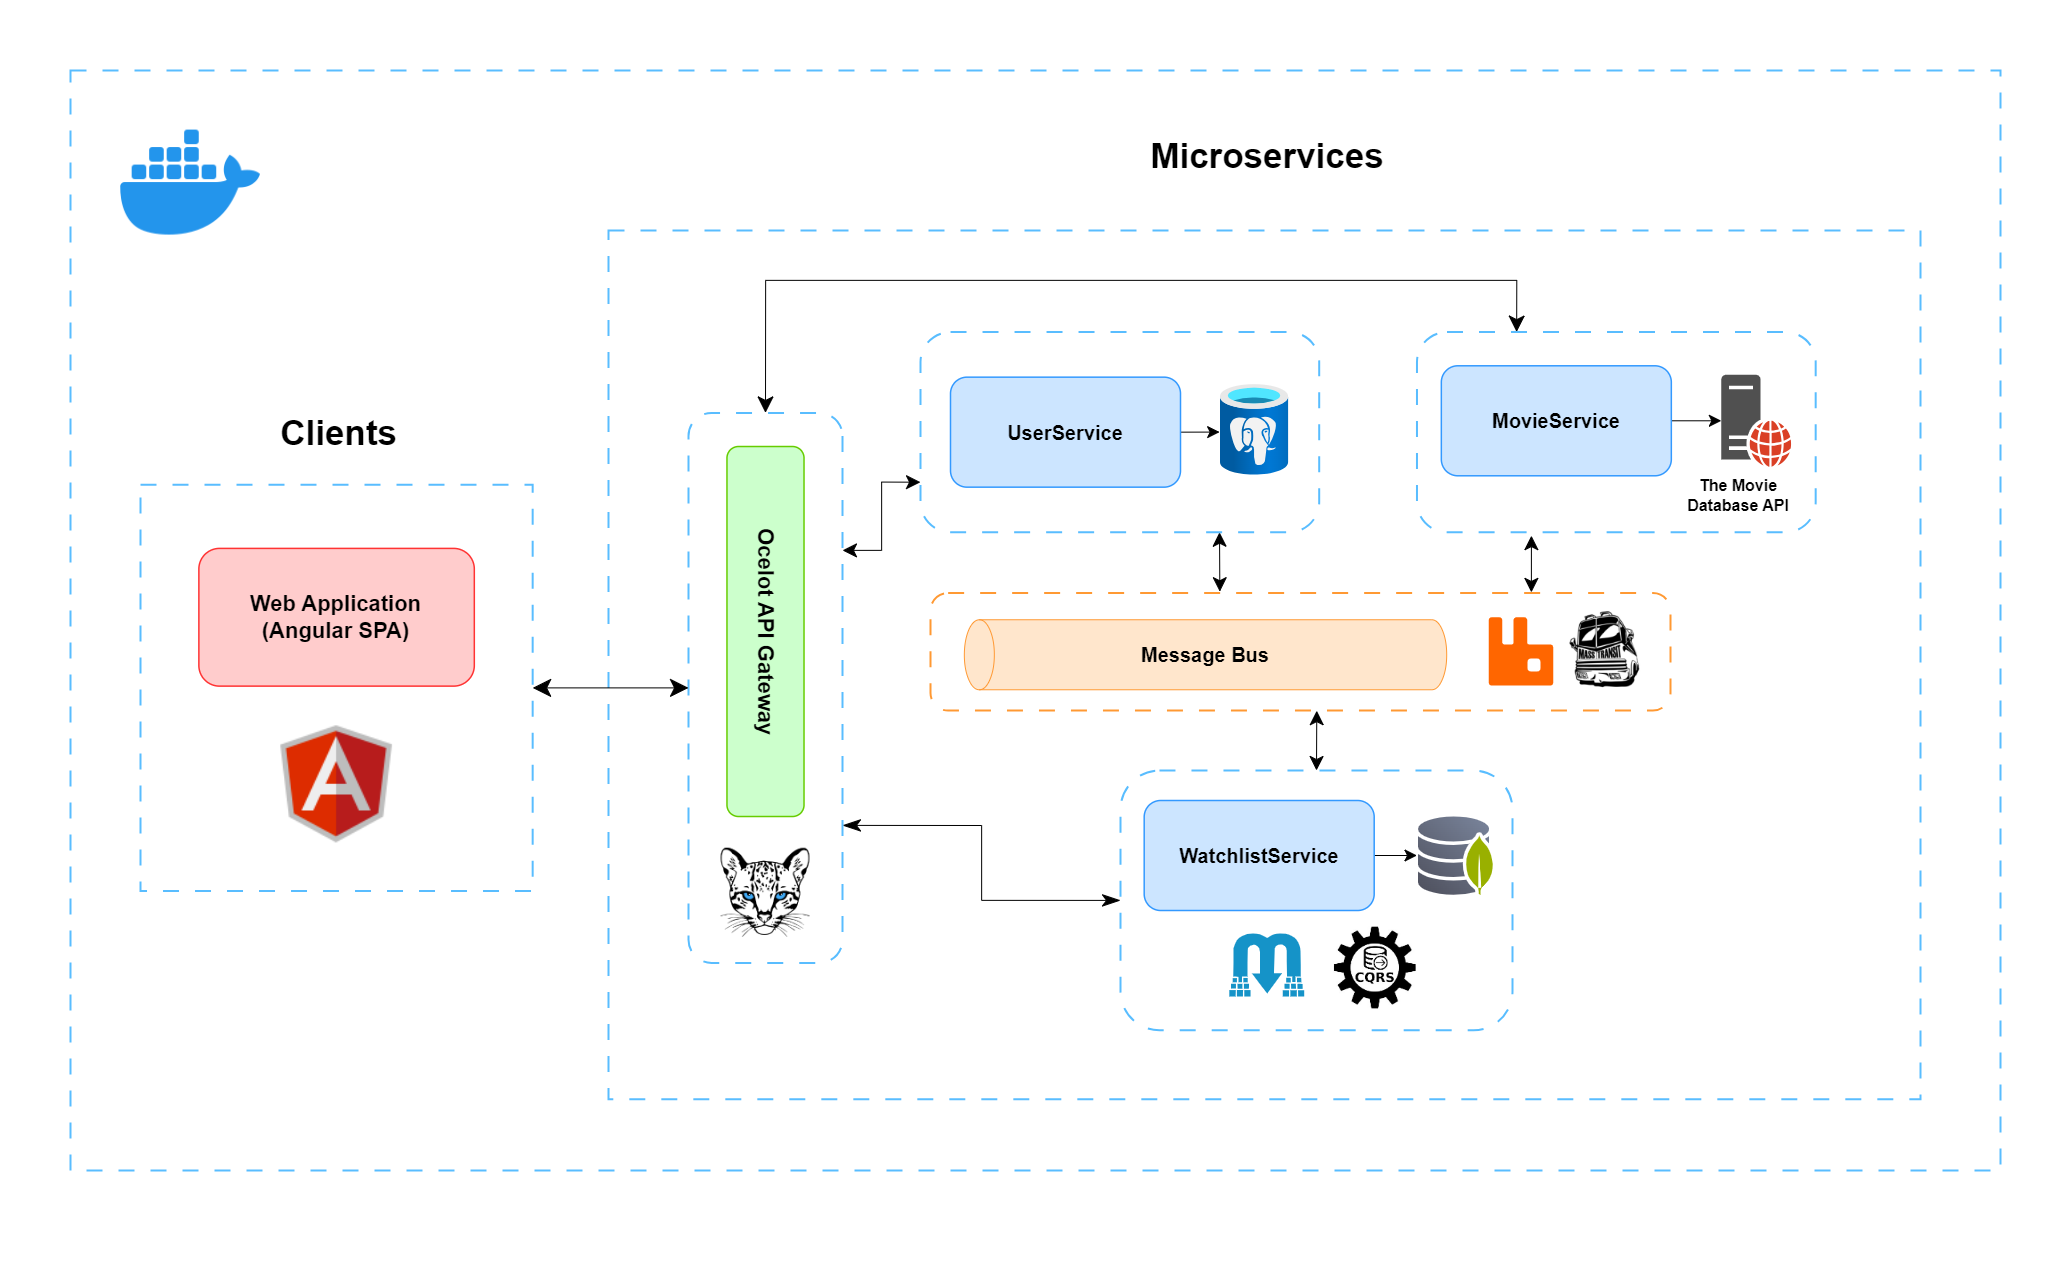 Microservices
Clients
Web Application
(Angular SPA)
Ocelot API Gateway
UserService
MovieService
The Movie
Database API
Message Bus
MASS TRANSIT
WatchlistService
CQRS